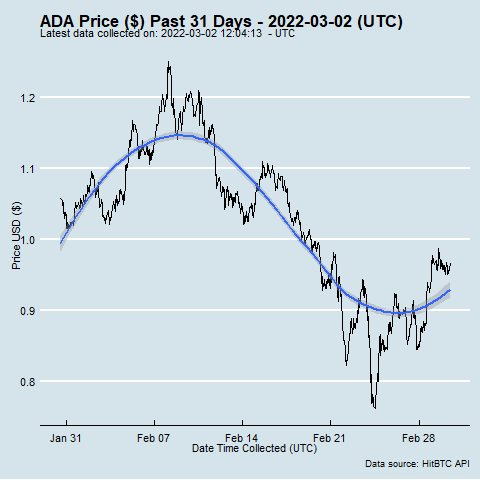 ADA Price ($) Past 31 Days - 2022-03-02 (UTC)
Latest data collected on: 2022-03-02 12:04:13 - UTC
Price USD ($)
1.2
1.1
1.0
0.9
0.8
Jan 31 Feb 07 Feb 14 Feb 21 Feb 28
Date Time Collected (UTC)
Data source: HitBTC API